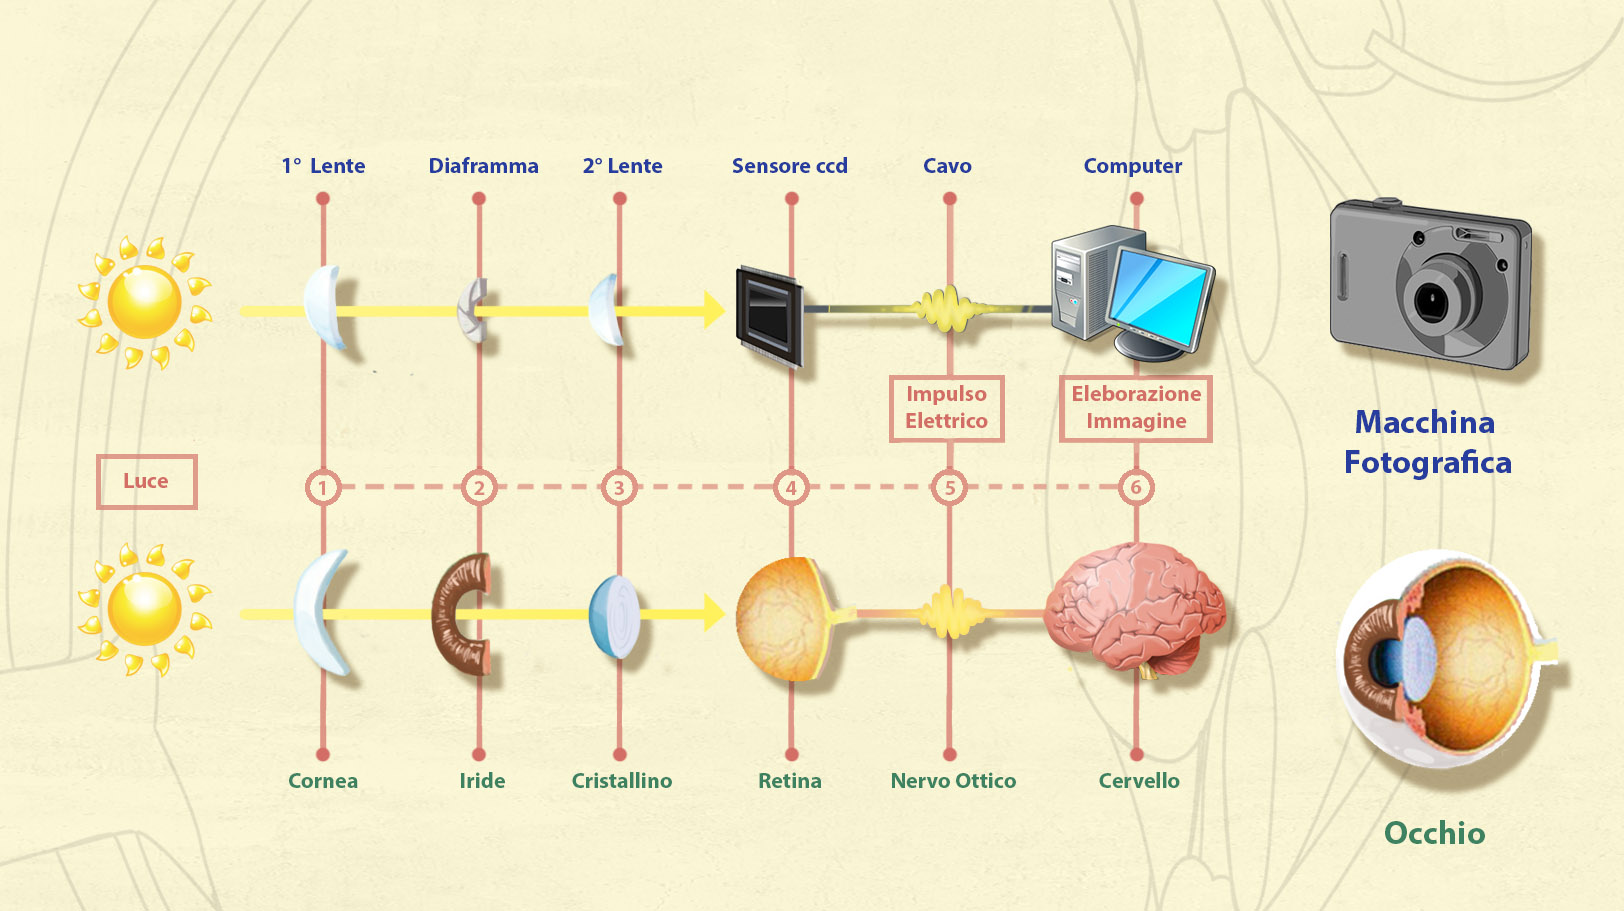 1° Lente
Diaframma
2° Lente
Sensore ccd
Cavo
Computer
Impulso
Elettrico
Eleborazione
Immagine
Macchina
Fotografica
Luce
1
2
3
4
5
6
Cornea
Iride
Cristallino
Retina
Nervo Ottico
Cervello
Occhio